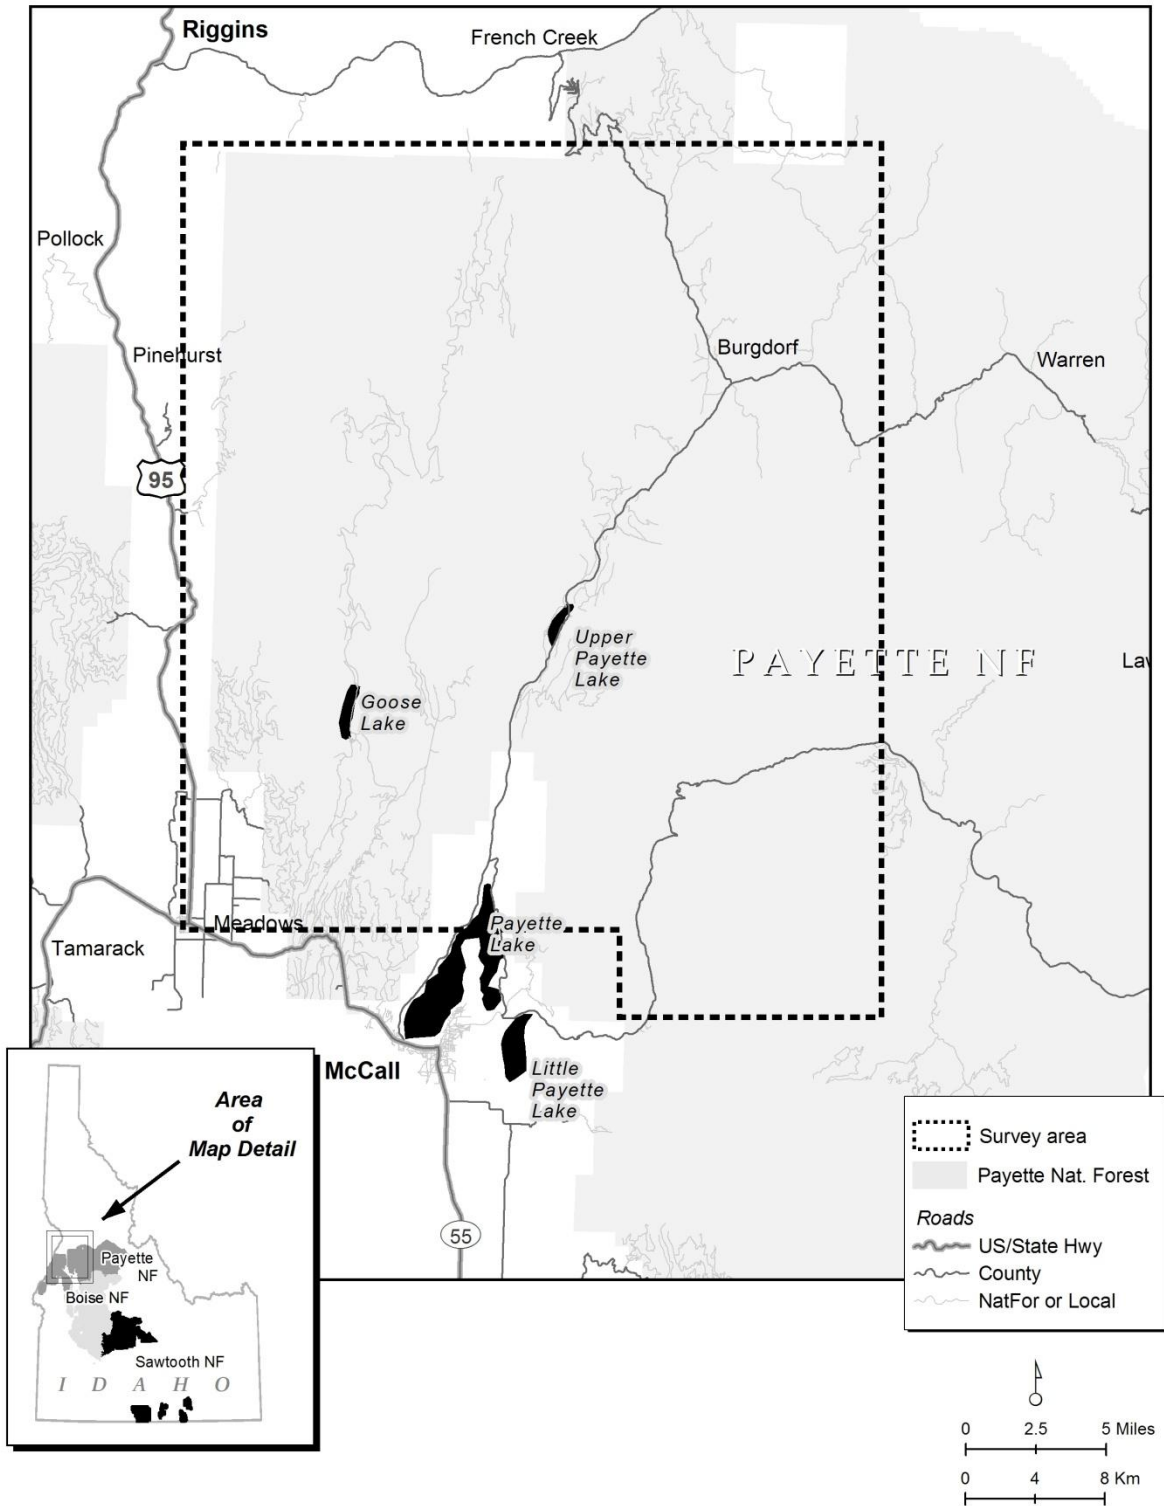 Riggins
French Creek
Pollock
Pinehurst
Burgdorf
Warren
95
Upper
Payette
Lake
PAYETTE NF
Goose
Lake
Payette
Lake
Meadows
Tamarack
McCall
Little
Payette
Lake
55
Area
of
Map Detail
Payette
NF
Boise NF
Sawtooth NF
I D A H O
Survey area
Payette Nat. Forest
Roads
US/State Hwy
County
NatFor or Local
0 2.5 5 Miles
0 4 8 Km